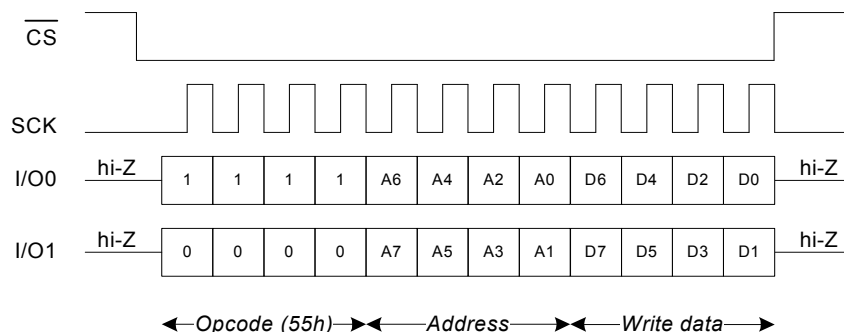 CS
SCK
I/O0 hi-Z 1 1 1 1 A6 A4 A2 A0 D6 D4 D2 D0 hi-Z
I/O1 hi-Z 0 0 0 0 A7 A5 A3 A1 D7 D5 D3 D1 hi-Z
Opcode (55h) Address Write data